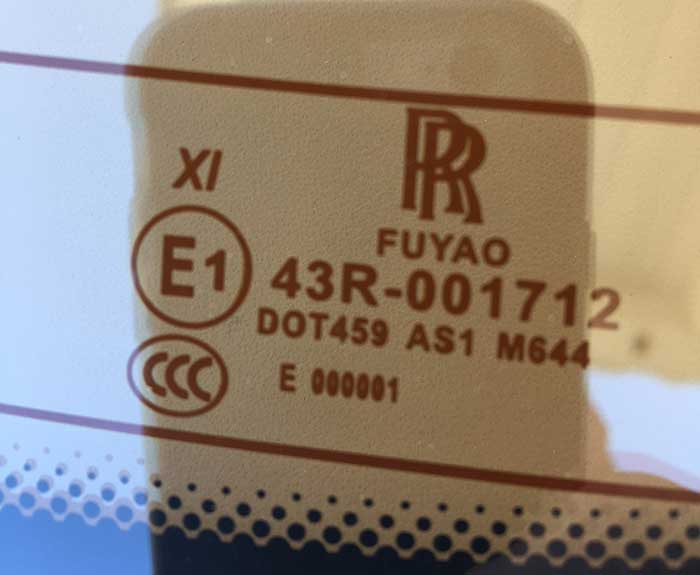 RR
XI
FUYAO
E1 43R-001712
DOT459 AS1 M644
CCC E 000001